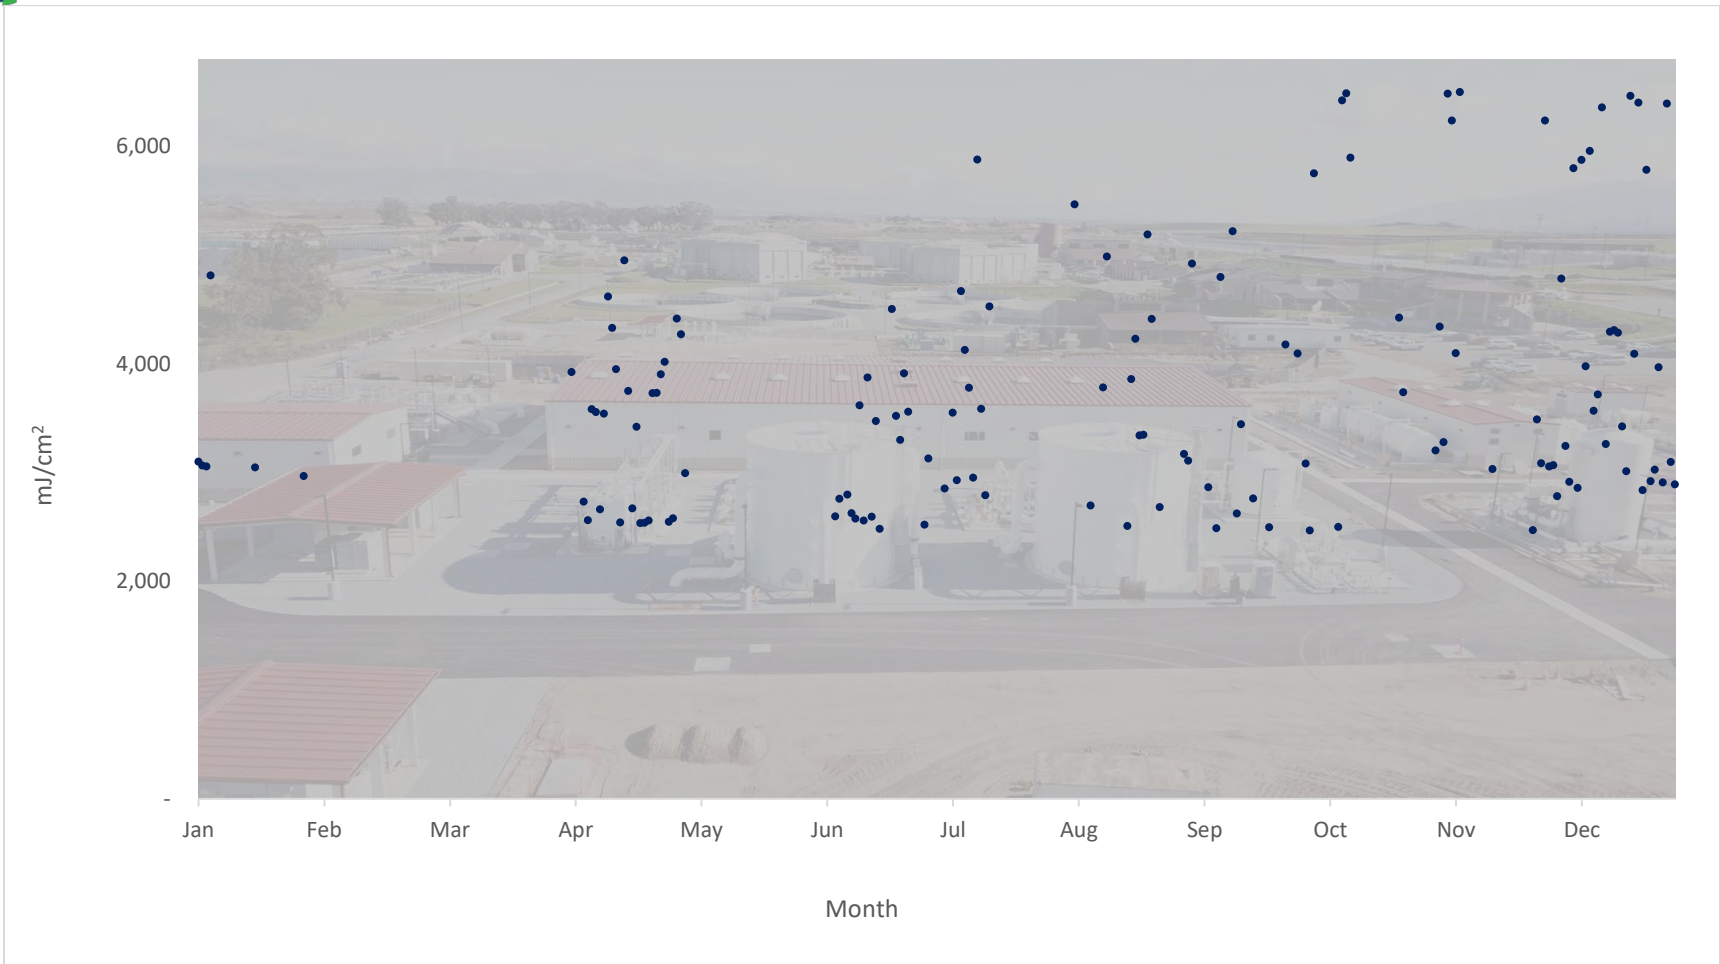 6,000
4,000
2,000
-
mJ/cm²
Jan Feb Mar Apr May Jun Jul Aug Sep Oct Nov Dec
Month